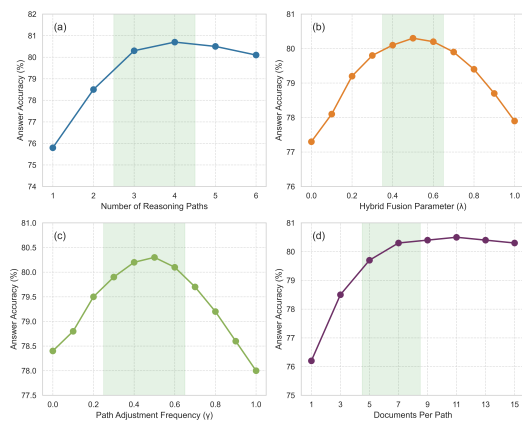 (a)
Answer Accuracy (%)
82
81
80
79
78
77
76
75
74
1 2 3 4 5 6
Number of Reasoning Paths
(b)
Answer Accuracy (%)
81
80
79
78
77
76
0.0 0.2 0.4 0.6 0.8 1.0
Hybrid Fusion Parameter (λ)
(c)
Answer Accuracy (%)
81.0
80.5
80.0
79.5
79.0
78.5
78.0
77.5
0.0 0.2 0.4 0.6 0.8 1.0
Path Adjustment Frequency (γ)
(d)
Answer Accuracy (%)
81
80
79
78
77
76
75
1 3 5 7 9 11 13 15
Documents Per Path